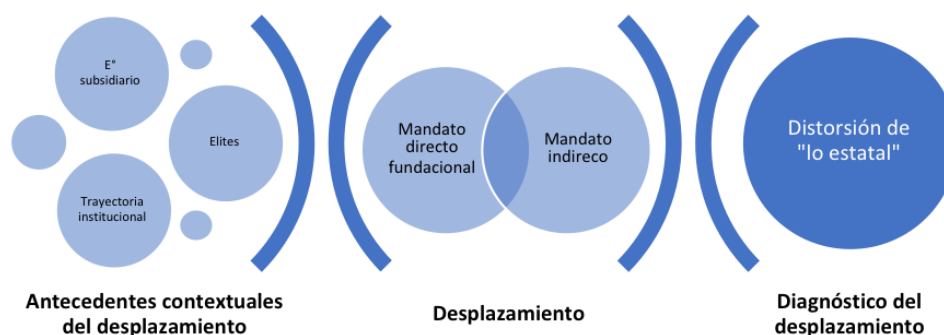 E°
subsidiario
Elites
Trayectoria
institucional
Antecedentes contextuales
del desplazamiento
Mandato
directo
fundacional
Mandato
indireco
Desplazamiento
Distorsión de
"lo estatal"
Diagnóstico del
desplazamiento